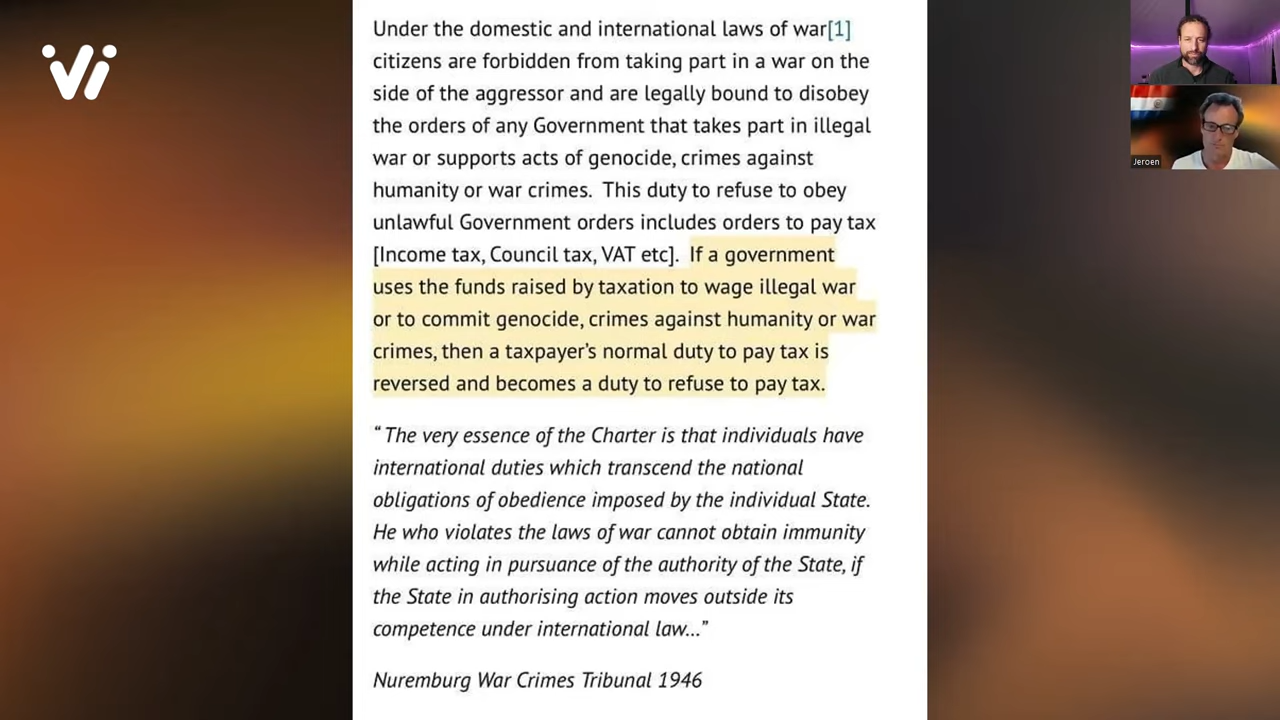 Vi
Under the domestic and international laws of war[1]
citizens are forbidden from taking part in a war on the
side of the aggressor and are legally bound to disobey
the orders of any Government that takes part in illegal
war or supports acts of genocide, crimes against
humanity or war crimes.  This duty to refuse to obey
unlawful Government orders includes orders to pay tax
[Income tax, Council tax, VAT etc].  If a government
uses the funds raised by taxation to wage illegal war
or to commit genocide, crimes against humanity or war
crimes, then a taxpayer’s normal duty to pay tax is
reversed and becomes a duty to refuse to pay tax.
“ The very essence of the Charter is that individuals have
international duties which transcend the national
obligations of obedience imposed by the individual State.
He who violates the laws of war cannot obtain immunity
while acting in pursuance of the authority of the State, if
the State in authorising action moves outside its
competence under international law...”
Nuremburg War Crimes Tribunal 1946
Jeroen